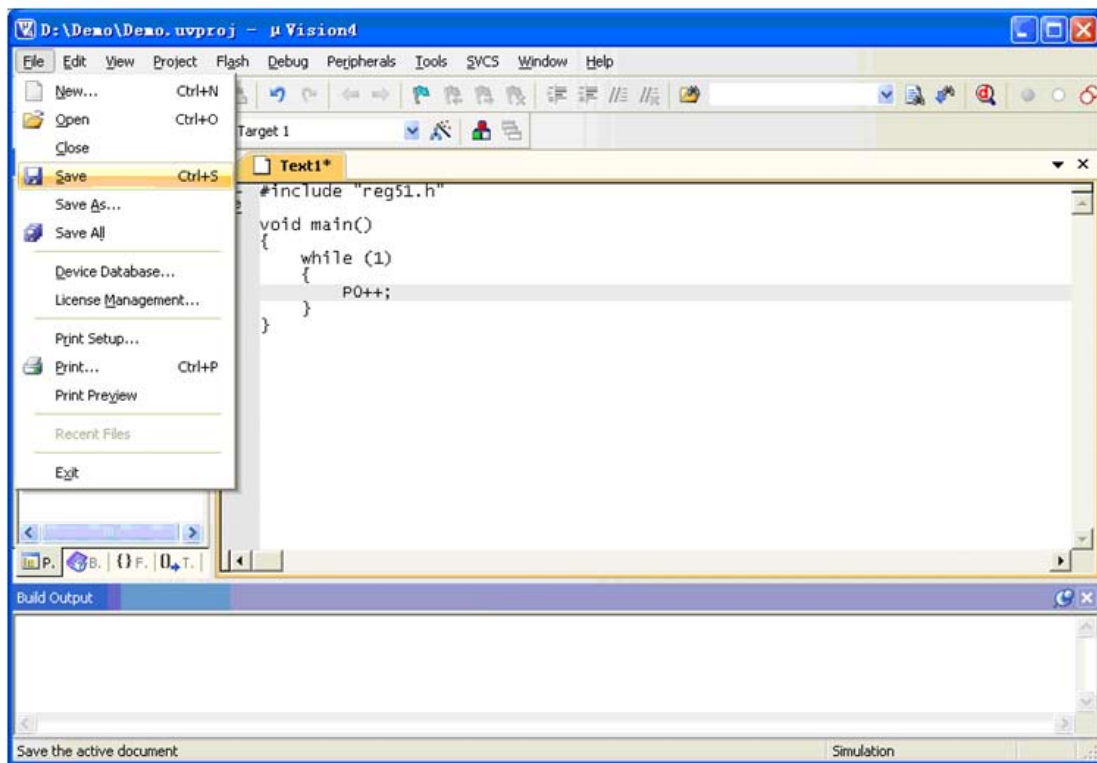 D:\Demo\Demo.uvproj - μVision4
File Edit View Project Flash Debug Peripherals Tools SVCS Window Help
New... Ctrl+N
Open Ctrl+O
Close
Save Ctrl+S
Save As...
Save All
Device Database...
License Management...
Print Setup...
Print... Ctrl+P
Print Preview
Recent Files
Exit
Target 1
Text1*
#include "reg51.h"
void main()
{
while (1)
{
P0++;
}
}
P. B. {} F. T.
Build Output
Save the active document
Simulation